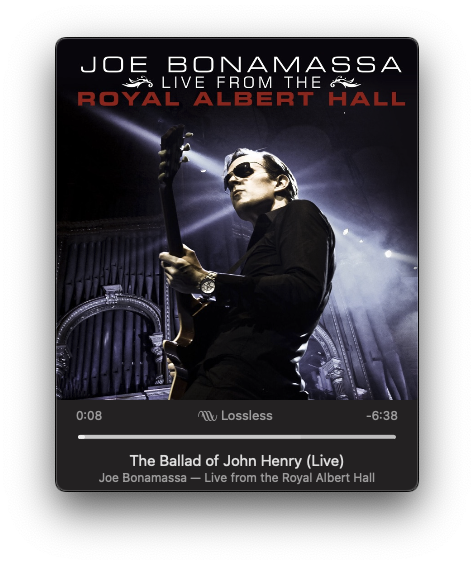 JOE BONAMASSA
LIVE FROM THE
ROYAL ALBERT HALL
0:08 Lossless -6:38
The Ballad of John Henry (Live)
Joe Bonamassa — Live from the Royal Albert Hall